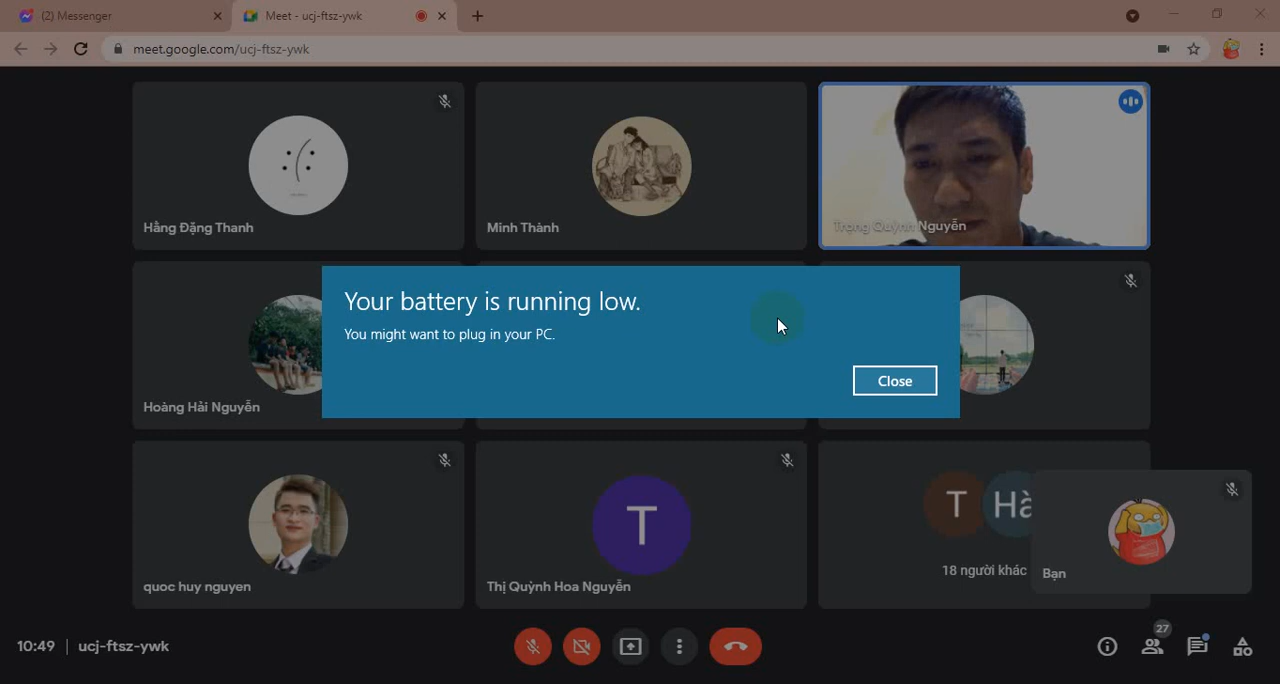 (2) Messenger
Meet - ucj-ftsz-ywk
meet.google.com/ucj-ftsz-ywk
Hằng Đặng Thanh
Minh Thành
Trọng Quỳnh Nguyễn
Your battery is running low.
You might want to plug in your PC.
Close
Hoàng Hải Nguyễn
quoc huy nguyen
T
Thị Quỳnh Hoa Nguyễn
T
Hà
18 người khác
Bạn
10:49
ucj-ftsz-ywk
27